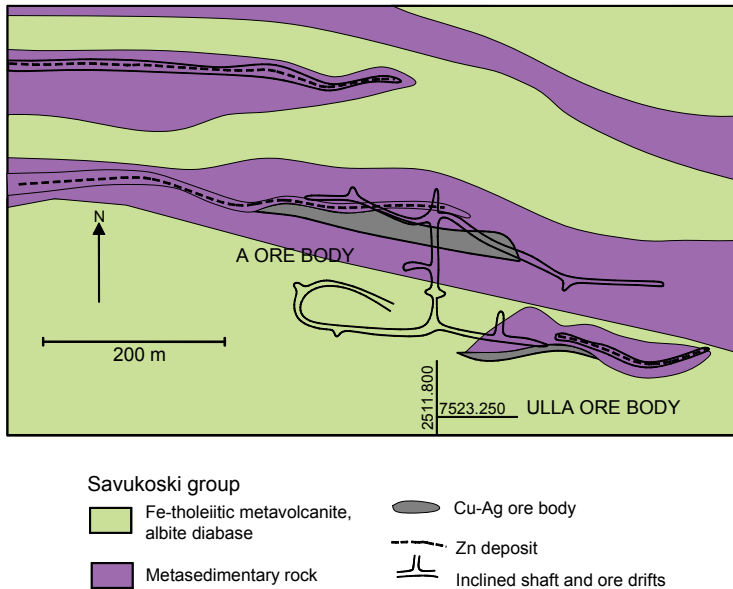 N
A ORE BODY
200 m
2511.800
7523.250
ULLA ORE BODY
Savukoski group
Fe-tholeiitic metavolcanite,
albite diabase
Metasedimentary rock
Cu-Ag ore body
Zn deposit
Inclined shaft and ore drifts